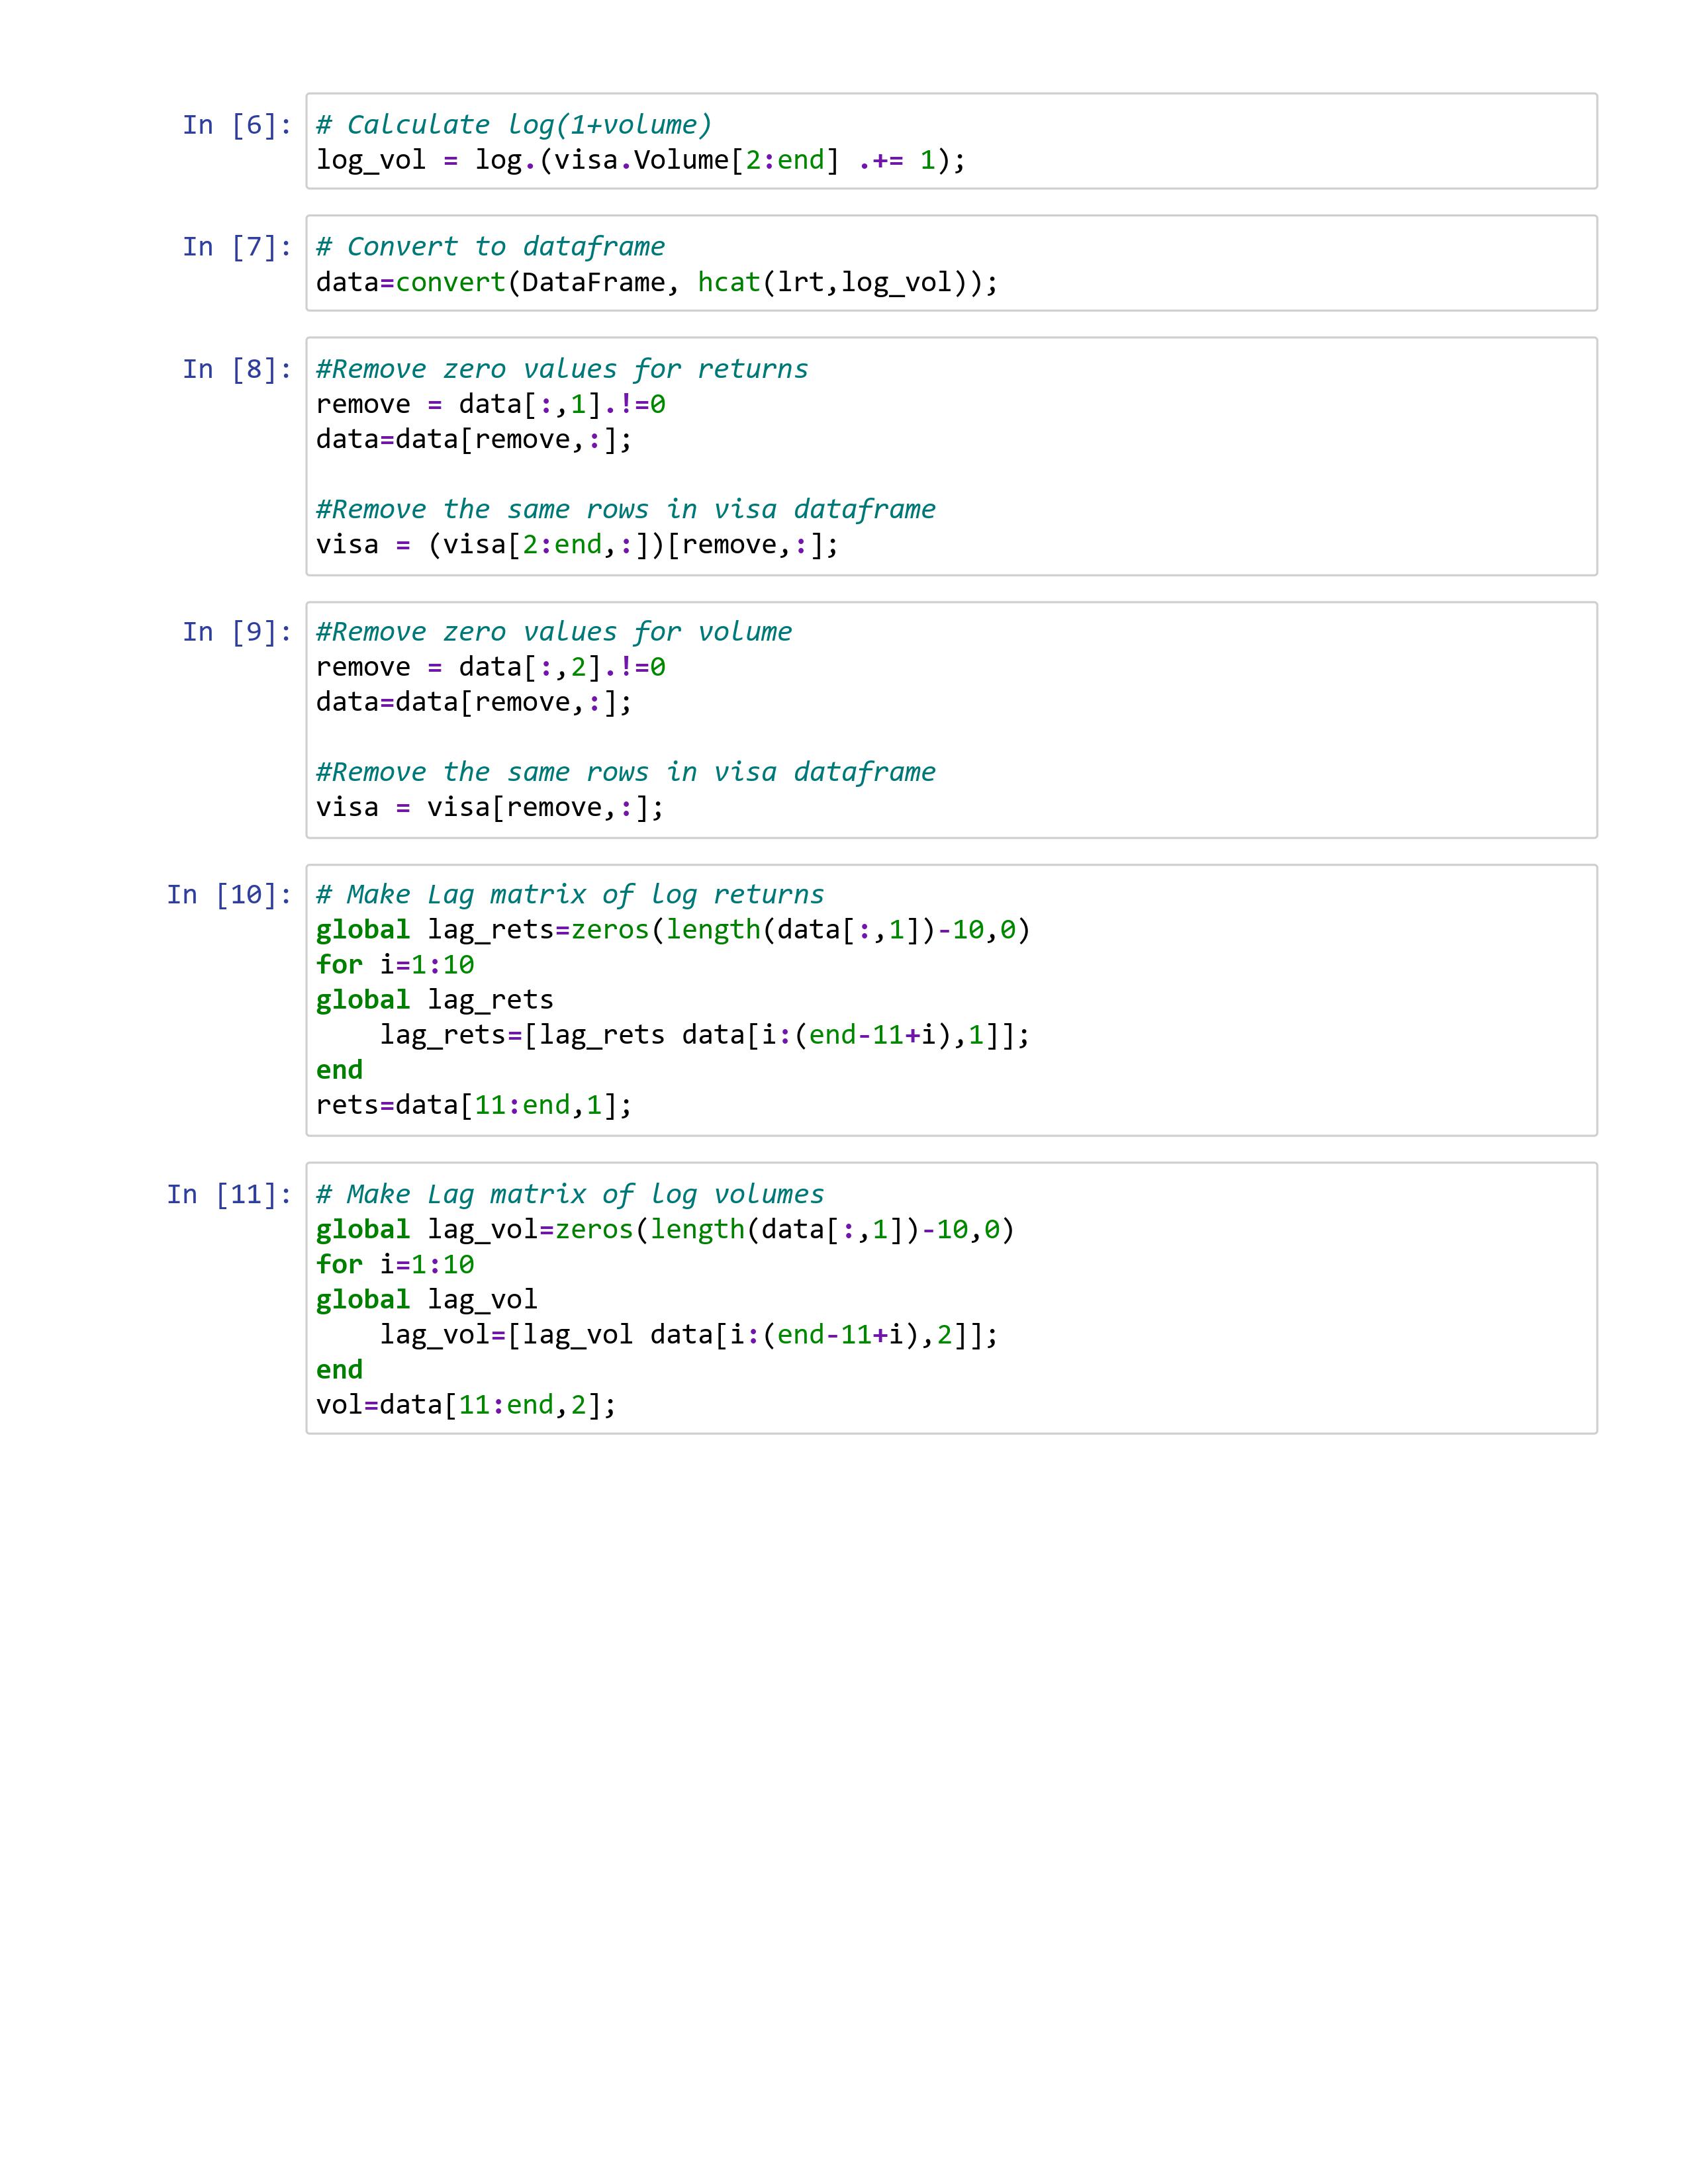 In [6]: # Calculate log(1+volume)
log_vol = log.(visa.Volume[2:end] .+= 1);
In [7]: # Convert to dataframe
data=convert(DataFrame, hcat(lrt,log_vol));
In [8]: #Remove zero values for returns
remove = data[:,1].!=0
data=data[remove,:];
#Remove the same rows in visa dataframe
visa = (visa[2:end,:])[remove,:];
In [9]: #Remove zero values for volume
remove = data[:,2].!=0
data=data[remove,:];
#Remove the same rows in visa dataframe
visa = visa[remove,:];
In [10]: # Make Lag matrix of log returns
global lag_rets=zeros(length(data[:,1])-10,0)
for i=1:10
global lag_rets
    lag_rets=[lag_rets data[i:(end-11+i),1]];
end
rets=data[11:end,1];
In [11]: # Make Lag matrix of log volumes
global lag_vol=zeros(length(data[:,1])-10,0)
for i=1:10
global lag_vol
    lag_vol=[lag_vol data[i:(end-11+i),2]];
end
vol=data[11:end,2];